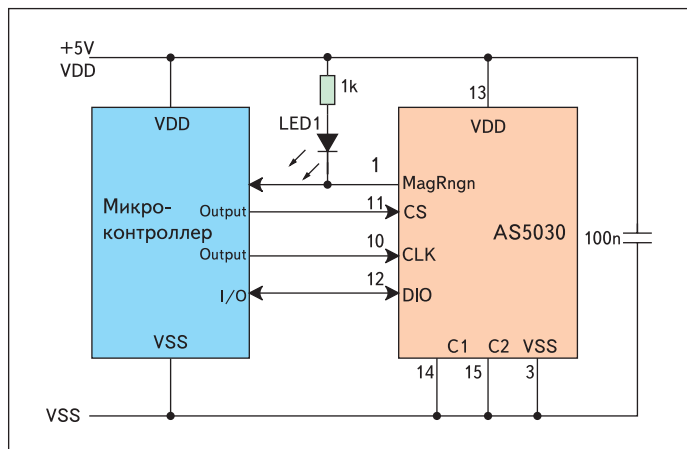 +5V
VDD
1k
13
VDD
LED1
VDD
1
MagRngn
Микро-
контроллер
Output
11
CS
AS5030
Output
10
CLK
100n
I/O
12
DIO
VSS
C1
C2
VSS
14
15
3
VSS